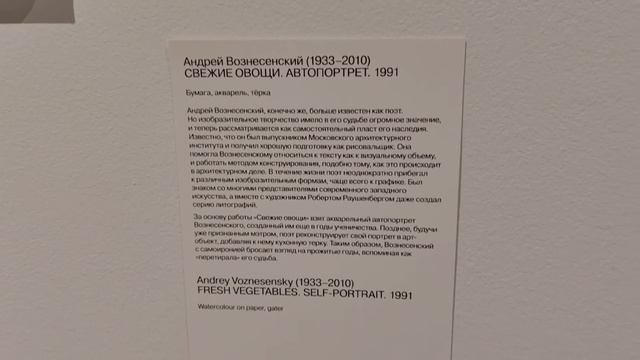 Андрей Вознесенский (1933–2010)
СВЕЖИЕ ОВОЩИ. АВТОПОРТРЕТ. 1991
Бумага, акварель, тёрка
Андрей Вознесенский, конечно же, больше известен как поэт.
Но изобразительное творчество имело в его судьбе огромное значение,
и теперь рассматривается как самостоятельный пласт его наследия.
Известно, что он был выпускником Московского архитектурного
института и получил хорошую подготовку как рисовальщик. Она
помогла Вознесенскому относиться к тексту как к визуальному объему,
и работать методом конструирования, подобно тому, как это происходит
в архитектурном деле. В течение жизни поэт неоднократно прибегал
к различным изобразительным формам, чаще всего к графике. Был
знаком со многими представителями современного западного
искусства, а вместе с художником Робертом Раушенбергом даже создал
серию литографий.
За основу работы «Свежие овощи» взят акварельный автопортрет
Вознесенского, созданный им еще в годы ученичества. Позднее, будучи
уже признанным мэтром, поэт реконструирует свой портрет в арт-
объект, добавляя к нему кухонную терку. Таким образом, Вознесенский
с самоиронией бросает взгляд на прожитые годы, вспоминая как
«перетирала» его судьба.
Andrey Voznesensky (1933–2010)
FRESH VEGETABLES. SELF-PORTRAIT. 1991
Watercolour on paper, gater